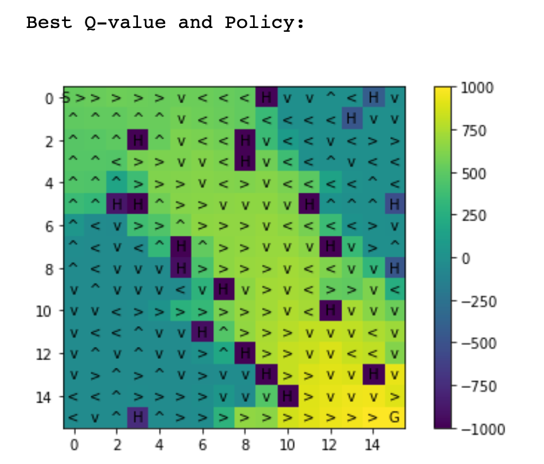 Best Q-value and Policy:
0 S> > > > > v < < < H v v ^ < H v 1000
^ ^ ^ ^ ^ v < < < < < < < H v v 750
2 ^ ^ ^ H ^ v < < H v < < v < > >
^ ^ < > > v v < H v < < ^ v < < 500
4 ^ ^ ^ > > > v < > v < < < < ^ <
^ ^ H H ^ > > v v v v H ^ ^ ^ H 250
6 ^ < v > > ^ > > > v < < < > < v
^ < v < ^ H ^ > > v v v H v > ^ 0
8 ^ < v v v H > > > > v < < v v H
v ^ v v v < v H v > v < > > v < −250
10 v v < > > > > > > > v < H v v v
v < < ^ v v H ^ > > > v v v < v −500
12 v ^ v ^ v v > ^ H > > v v < < v
v > ^ > ^ v ^ > v H > > v v H v −750
14 < < ^ > > ^ > v v < H > v v v >
< v ^ H ^ > > > > > > > > > > G −1000
0 2 4 6 8 10 12 14